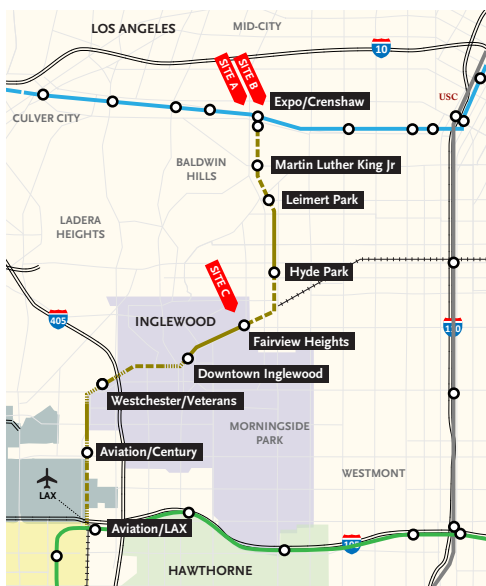 LOS ANGELES
MID-CITY
10
SITE A
SITE B
Expo/Crenshaw
USC
CULVER CITY
BALDWIN
HILLS
Martin Luther King Jr
Leimert Park
LADERA
HEIGHTS
Hyde Park
SITE C
405
INGLEWOOD
110
Fairview Heights
Downtown Inglewood
Westchester/Veterans
MORNINGSIDE
PARK
Aviation/Century
WESTMONT
LAX
Aviation/LAX
105
HAWTHORNE